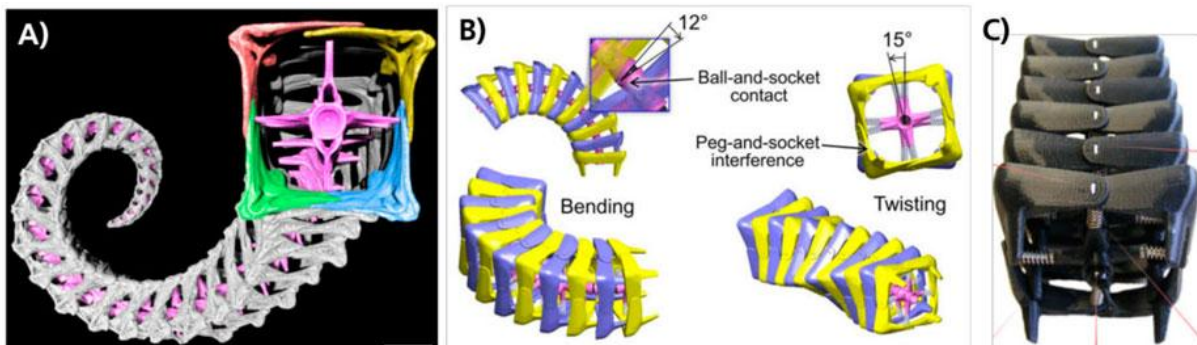 A)
B)
12°
Ball-and-socket
contact
Bending
15°
Peg-and-socket
interference
Twisting
C)